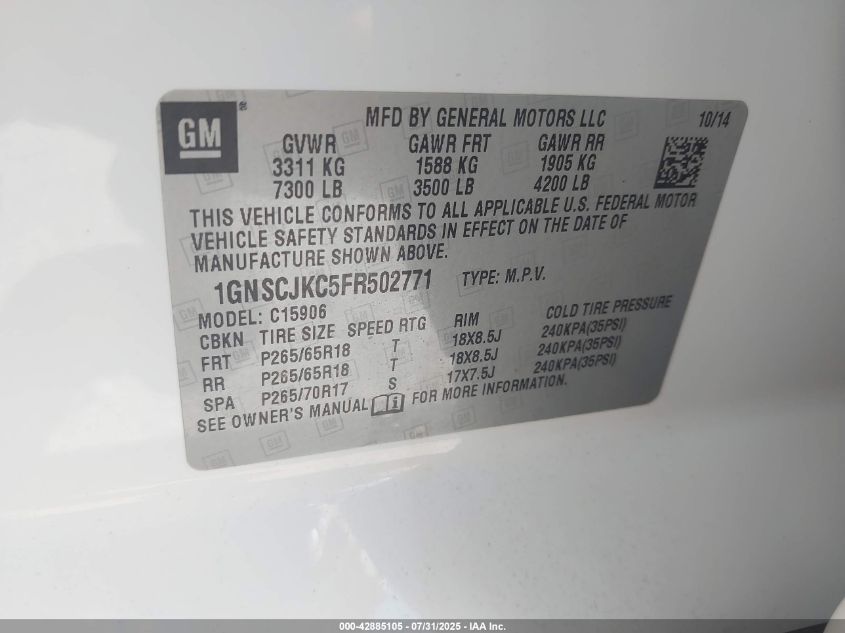 GM®
MFD BY GENERAL MOTORS LLC 10/14
GVWR GAWR FRT GAWR RR
3311 KG 1588 KG 1905 KG
7300 LB 3500 LB 4200 LB
THIS VEHICLE CONFORMS TO ALL APPLICABLE U.S. FEDERAL MOTOR
VEHICLE SAFETY STANDARDS IN EFFECT ON THE DATE OF
MANUFACTURE SHOWN ABOVE.
1GNSCJKC5FR502771 TYPE: M.P.V.
MODEL: C15906
CBKN TIRE SIZE SPEED RTG RIM COLD TIRE PRESSURE
FRT P265/65R18 T 18X8.5J 240KPA(35PSI)
RR P265/65R18 T 18X8.5J 240KPA(35PSI)
SPA P265/70R17 S 17X7.5J 240KPA(35PSI)
SEE OWNER'S MANUAL i FOR MORE INFORMATION.
000-42885105 - 07/31/2025 - IAA Inc.